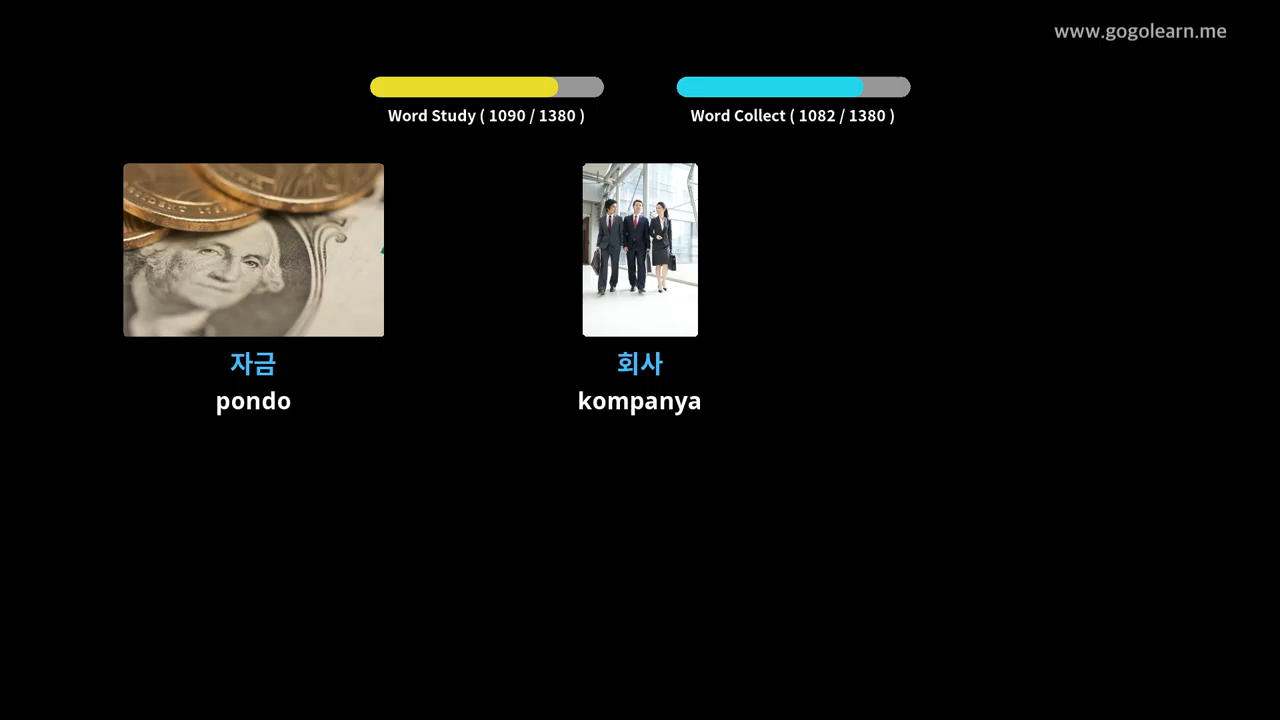 www.gogolearn.me
Word Study ( 1090 / 1380 )
Word Collect ( 1082 / 1380 )
자금
pondo
회사
kompanya